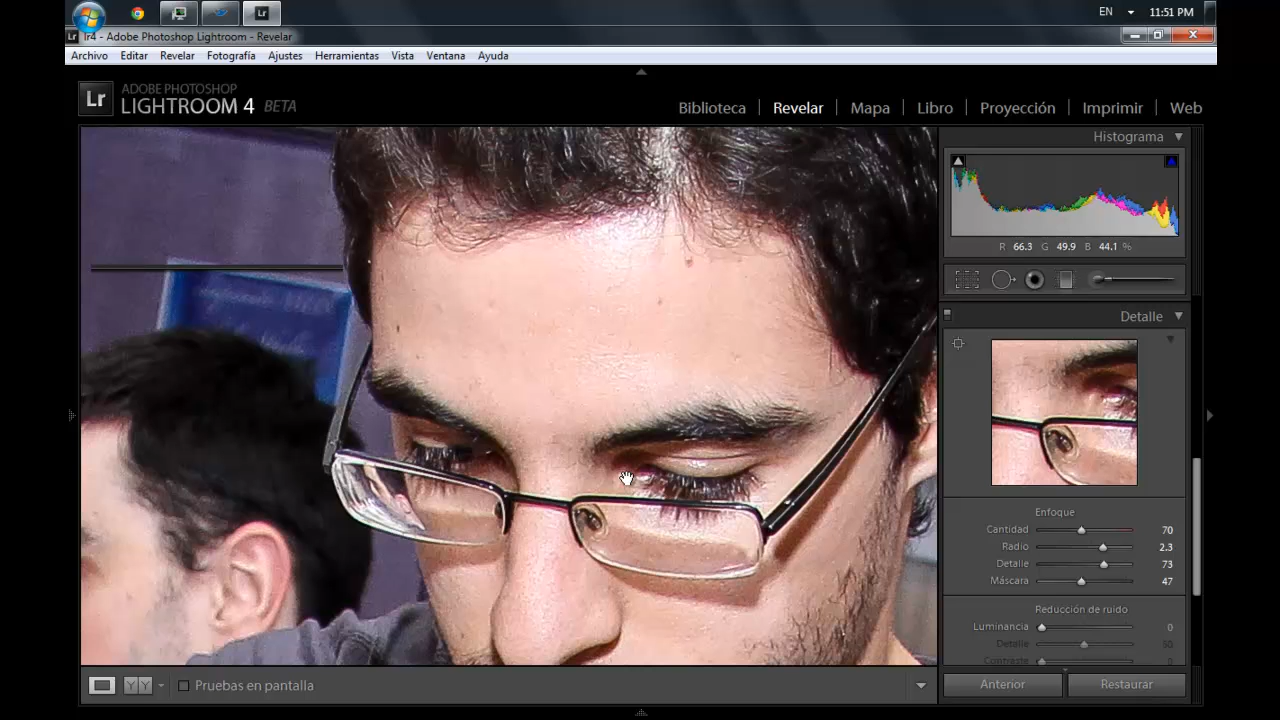 EN 11:51 PM
lr4 - Adobe Photoshop Lightroom - Revelar
Archivo Editar Revelar Fotografía Ajustes Herramientas Vista Ventana Ayuda
Lr ADOBE PHOTOSHOP
LIGHTROOM 4 BETA
Biblioteca Revelar Mapa Libro Proyección Imprimir Web
Histograma
R 66.3 G 49.9 B 44.1 %
Detalle
Enfoque
Cantidad 70
Radio 2.3
Detalle 73
Máscara 47
Reducción de ruido
Luminancia 0
Detalle 50
Contraste 0
Pruebas en pantalla
Anterior Restaurar